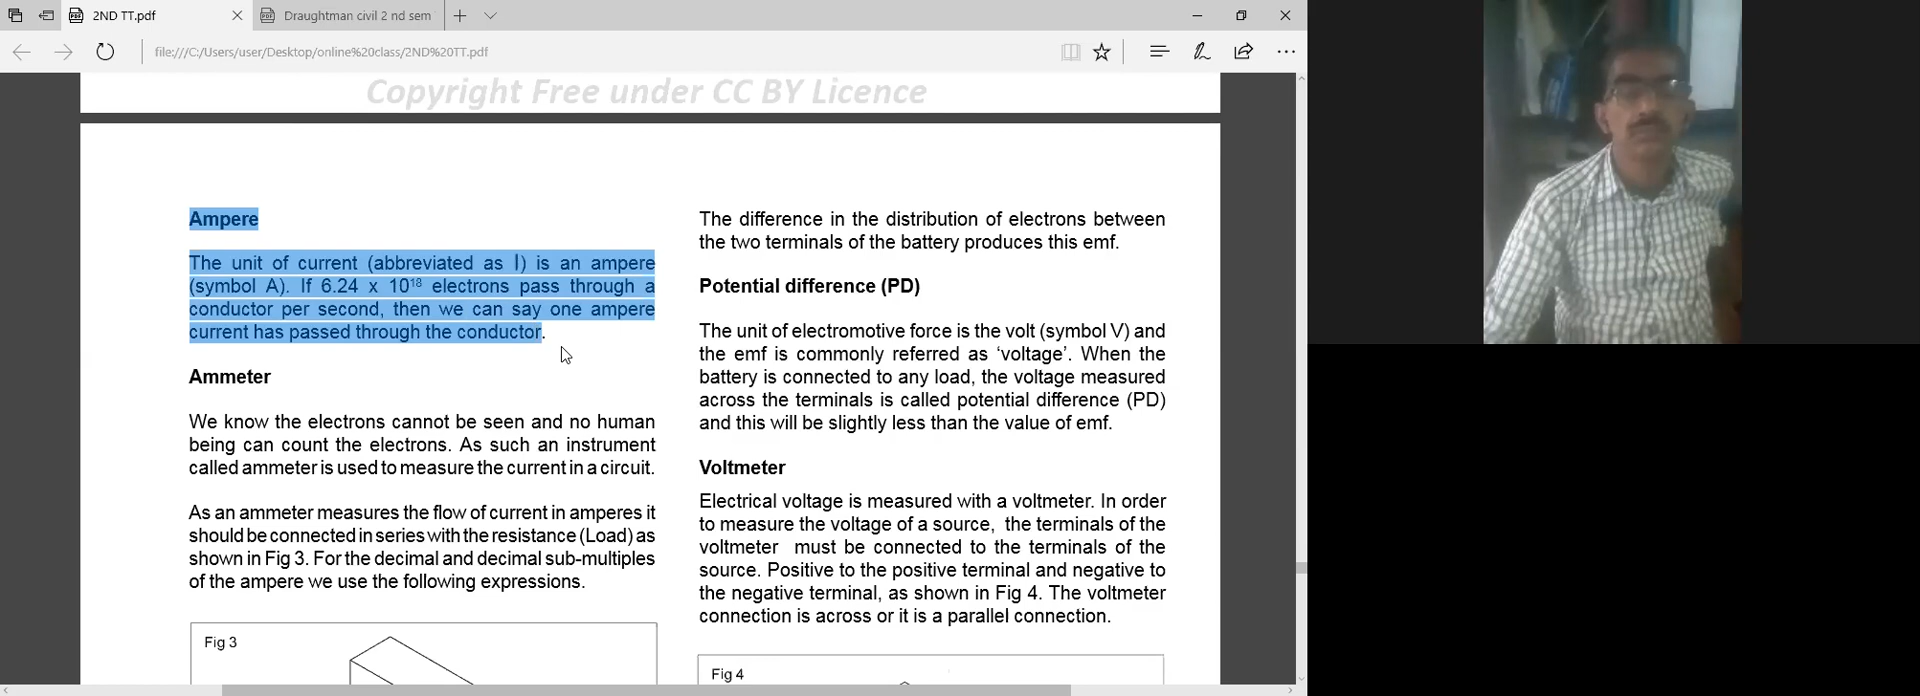 2ND TT.pdf
Draughtman civil 2 nd sem
file:///C:/Users/user/Desktop/online%20class/2ND%20TT.pdf
Copyright Free under CC BY Licence
Ampere
The unit of current (abbreviated as I) is an ampere
(symbol A). If 6.24 x 10¹⁸ electrons pass through a
conductor per second, then we can say one ampere
current has passed through the conductor.
Ammeter
We know the electrons cannot be seen and no human
being can count the electrons. As such an instrument
called ammeter is used to measure the current in a circuit.
As an ammeter measures the flow of current in amperes it
should be connected in series with the resistance (Load) as
shown in Fig 3. For the decimal and decimal sub-multiples
of the ampere we use the following expressions.
Fig 3
The difference in the distribution of electrons between
the two terminals of the battery produces this emf.
Potential difference (PD)
The unit of electromotive force is the volt (symbol V) and
the emf is commonly referred as ‘voltage’. When the
battery is connected to any load, the voltage measured
across the terminals is called potential difference (PD)
and this will be slightly less than the value of emf.
Voltmeter
Electrical voltage is measured with a voltmeter. In order
to measure the voltage of a source, the terminals of the
voltmeter must be connected to the terminals of the
source. Positive to the positive terminal and negative to
the negative terminal, as shown in Fig 4. The voltmeter
connection is across or it is a parallel connection.
Fig 4